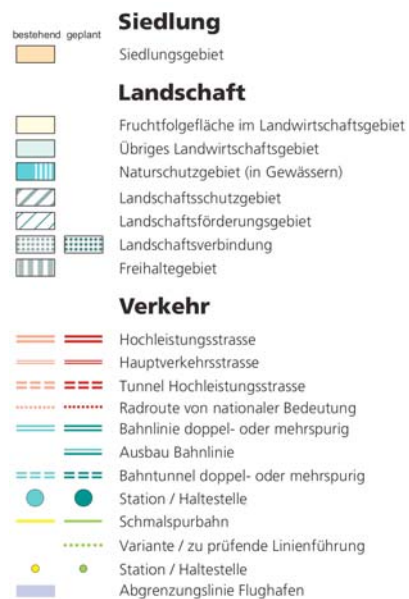 Siedlung
bestehend geplant
Siedlungsgebiet
Landschaft
Fruchtfolgefläche im Landwirtschaftsgebiet
Übriges Landwirtschaftsgebiet
Naturschutzgebiet (in Gewässern)
Landschaftsschutzgebiet
Landschaftsförderungsgebiet
Landschaftsverbindung
Freihaltegebiet
Verkehr
Hochleistungsstrasse
Hauptverkehrsstrasse
Tunnel Hochleistungsstrasse
Radroute von nationaler Bedeutung
Bahnlinie doppel- oder mehrspurig
Ausbau Bahnlinie
Bahntunnel doppel- oder mehrspurig
Station / Haltestelle
Schmalspurbahn
Variante / zu prüfende Linienführung
Station / Haltestelle
Abgrenzungslinie Flughafen